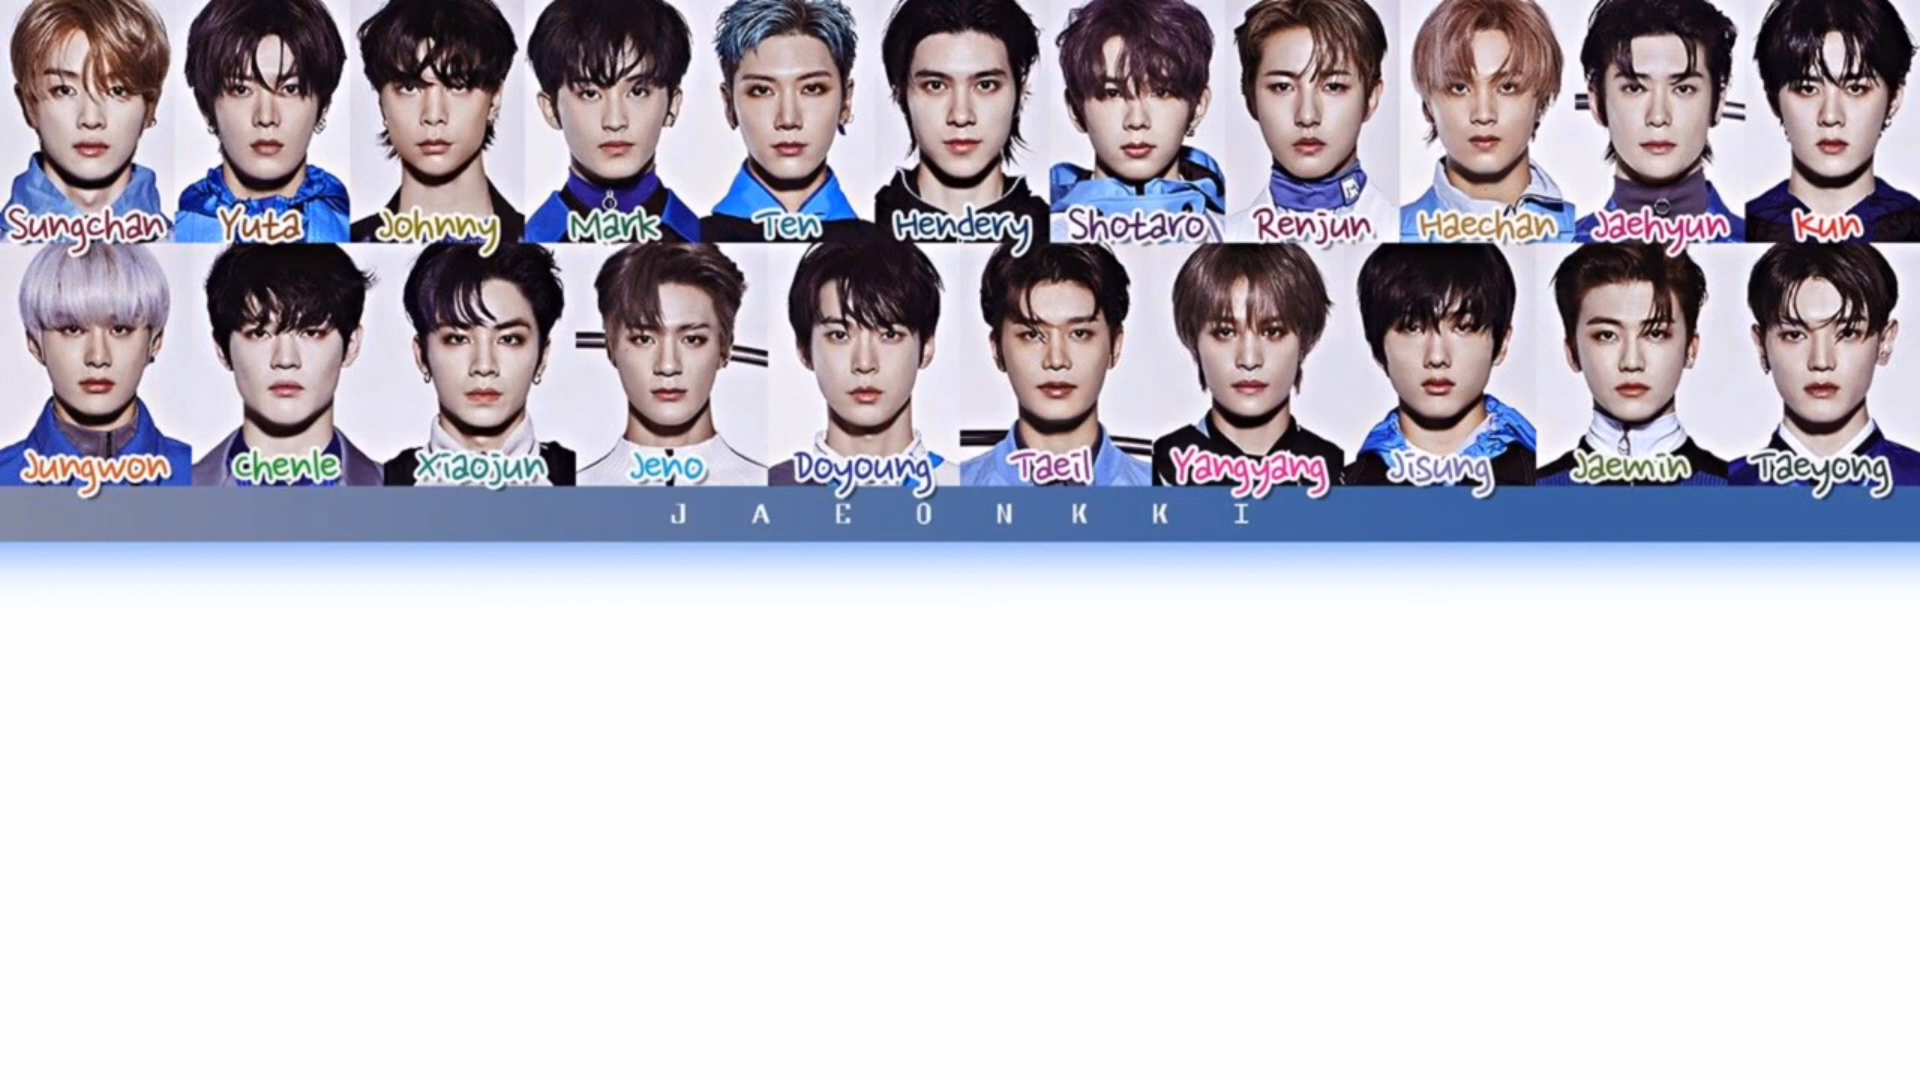 Sungchan Yuta Johnny Mark Ten Hendery Shotaro Renjun Haechan Jaehyun Kun
Jungwon Chenle Xiaojun Jeno Doyoung Taeil Yangyang Jisung Jaemin Taeyong
J A E O N K K I